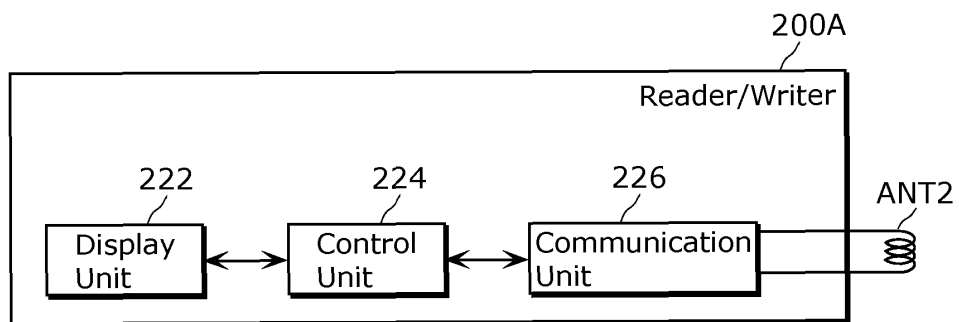 200A
Reader/Writer
222
224
226
ANT2
Display
Unit
Control
Unit
Communication
Unit